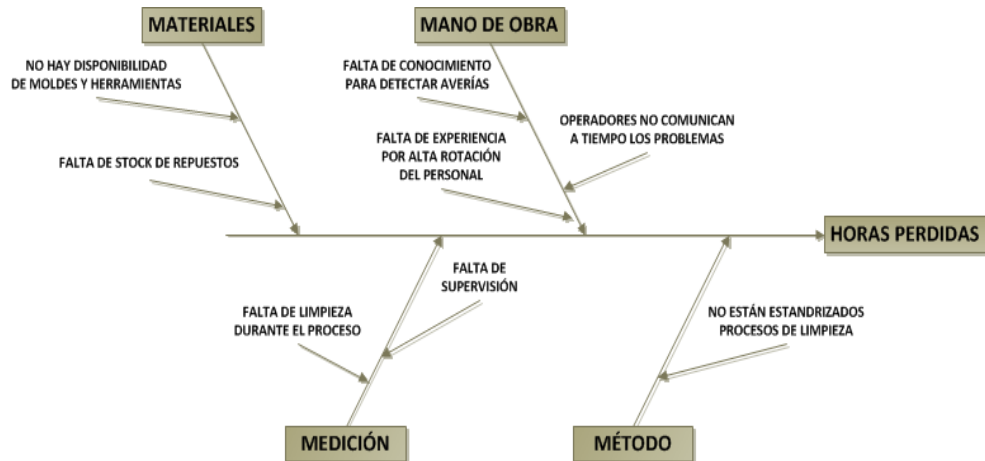 MATERIALES
MANO DE OBRA
NO HAY DISPONIBILIDAD
DE MOLDES Y HERRAMIENTAS
FALTA DE CONOCIMIENTO
PARA DETECTAR AVERÍAS
OPERADORES NO COMUNICAN
A TIEMPO LOS PROBLEMAS
FALTA DE EXPERIENCIA
POR ALTA ROTACIÓN
DEL PERSONAL
FALTA DE STOCK DE REPUESTOS
HORAS PERDIDAS
FALTA DE
SUPERVISIÓN
FALTA DE LIMPIEZA
DURANTE EL PROCESO
NO ESTÁN ESTANDRIZADOS
PROCESOS DE LIMPIEZA
MEDICIÓN
MÉTODO